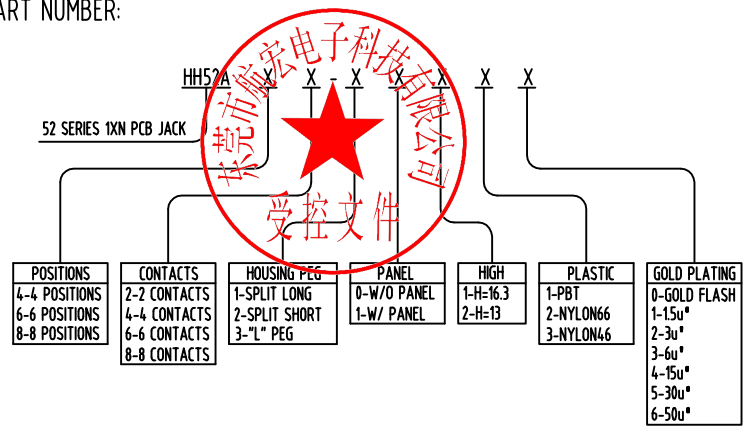 ART NUMBER:
HH52A X X - X X X X X
52 SERIES 1XN PCB JACK
东莞市航宏电子科技有限公司
受控文件
POSITIONS
4-4 POSITIONS
6-6 POSITIONS
8-8 POSITIONS
CONTACTS
2-2 CONTACTS
4-4 CONTACTS
6-6 CONTACTS
8-8 CONTACTS
HOUSING PEG
1-SPLIT LONG
2-SPLIT SHORT
3-"L" PEG
PANEL
0-W/O PANEL
1-W/ PANEL
HIGH
1-H=16.3
2-H=13
PLASTIC
1-PBT
2-NYLON66
3-NYLON46
GOLD PLATING
0-GOLD FLASH
1-1.5u"
2-3u"
3-6u"
4-15u"
5-30u"
6-50u"